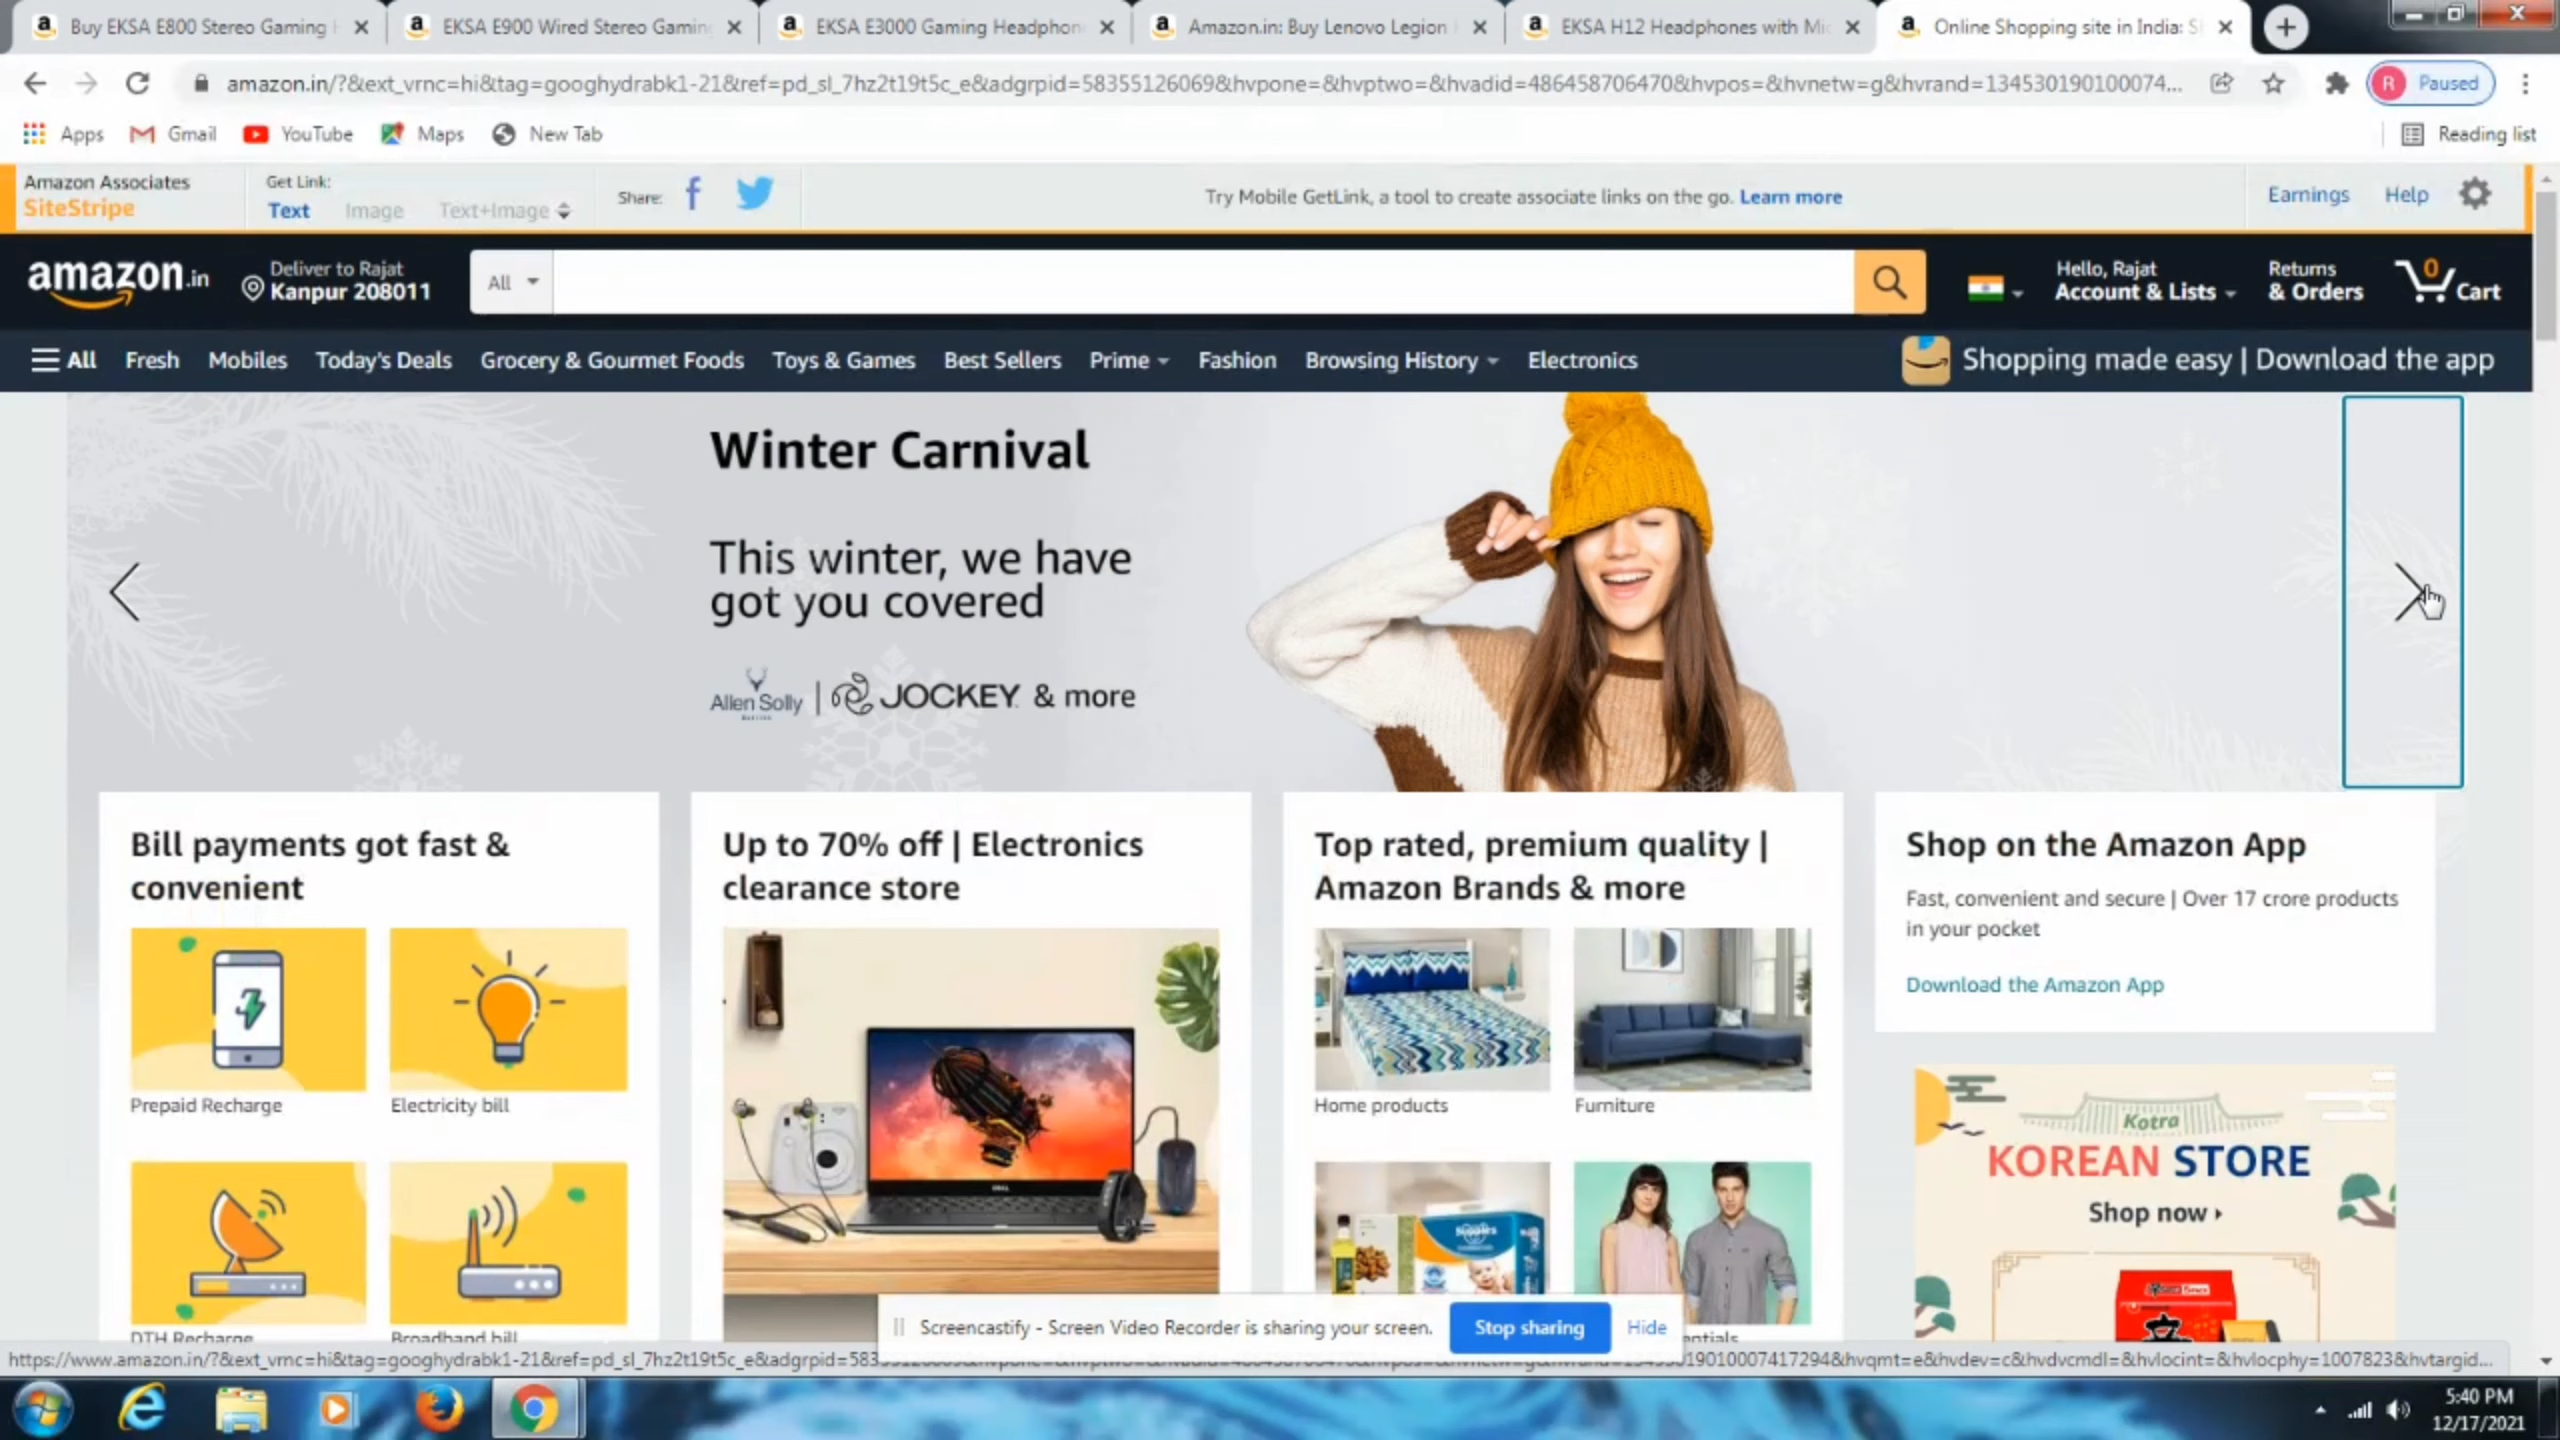 Buy EKSA E800 Stereo Gaming
EKSA E900 Wired Stereo Gaming
EKSA E3000 Gaming Headphon
Amazon.in: Buy Lenovo Legion
EKSA H12 Headphones with Mic
Online Shopping site in India: S
amazon.in/?&ext_vrnc=hi&tag=googhydrabk1-21&ref=pd_sl_7hz2t19t5c_e&adgrpid=58355126069&hvpone=&hvptwo=&hvadid=486458706470&hvpos=&hvnetw=g&hvrand=134530190100074...
R Paused
Apps Gmail YouTube Maps New Tab
Reading list
Amazon Associates
SiteStripe
Get Link:
Text Image Text+Image
Share:
Try Mobile GetLink, a tool to create associate links on the go. Learn more
Earnings Help
amazon.in
Deliver to Rajat
Kanpur 208011
All
Hello, Rajat
Account & Lists
Returns
& Orders
0
Cart
All Fresh Mobiles Today's Deals Grocery & Gourmet Foods Toys & Games Best Sellers Prime Fashion Browsing History Electronics
Shopping made easy | Download the app
Winter Carnival
This winter, we have
got you covered
Allen Solly | JOCKEY & more
Bill payments got fast &
convenient
Prepaid Recharge
Electricity bill
DTH Recharge
Broadband bill
Up to 70% off | Electronics
clearance store
DELL
Top rated, premium quality |
Amazon Brands & more
Home products
Furniture
Shop on the Amazon App
Fast, convenient and secure | Over 17 crore products
in your pocket
Download the Amazon App
Kotra
KOREAN STORE
Shop now
Screencastify - Screen Video Recorder is sharing your screen.
Stop sharing
Hide
5:40 PM
12/17/2021